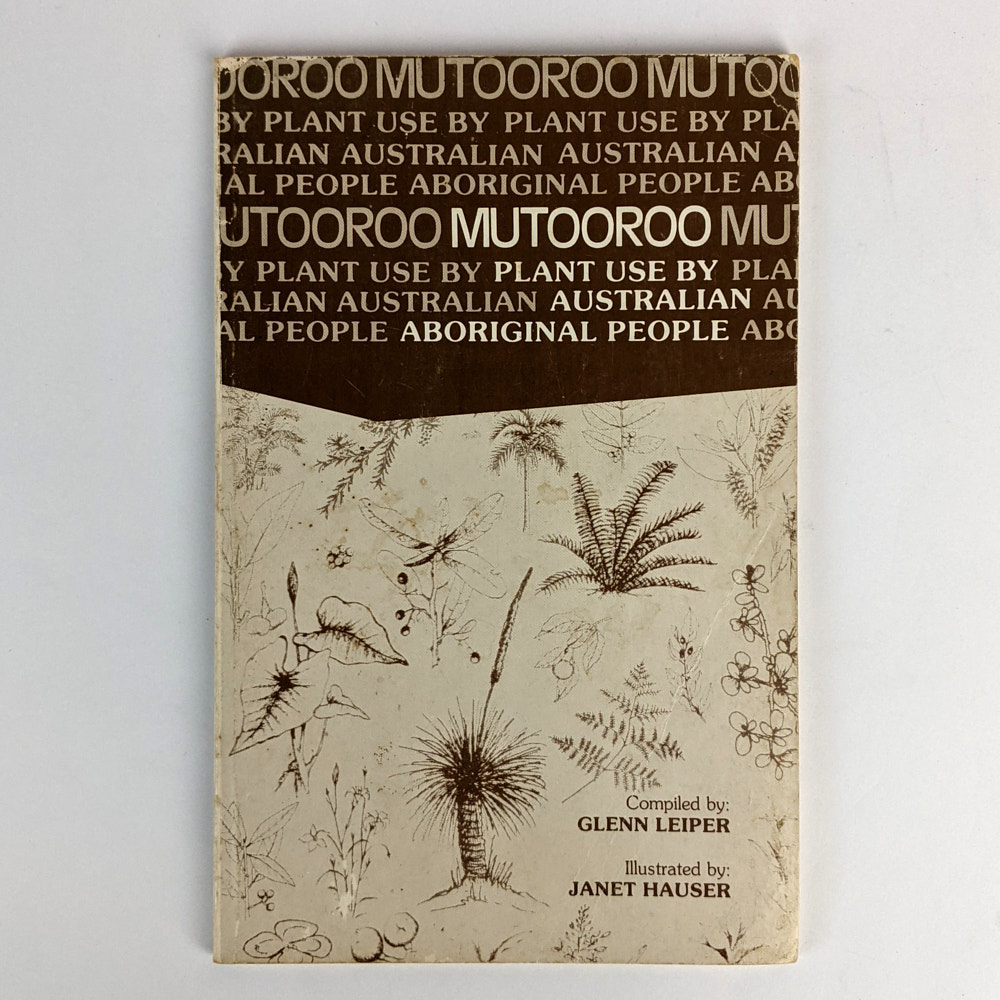 OOROO MUTOOROO MUTOO
BY PLANT USE BY PLANT USE BY PLA
RALIAN AUSTRALIAN AUSTRALIAN A
AL PEOPLE ABORIGINAL PEOPLE ABO
UTOOROO MUTOOROO MUT
BY PLANT USE BY PLANT USE BY PLA
RALIAN AUSTRALIAN AUSTRALIAN AU
AL PEOPLE ABORIGINAL PEOPLE ABO
Compiled by:
GLENN LEIPER
Illustrated by:
JANET HAUSER